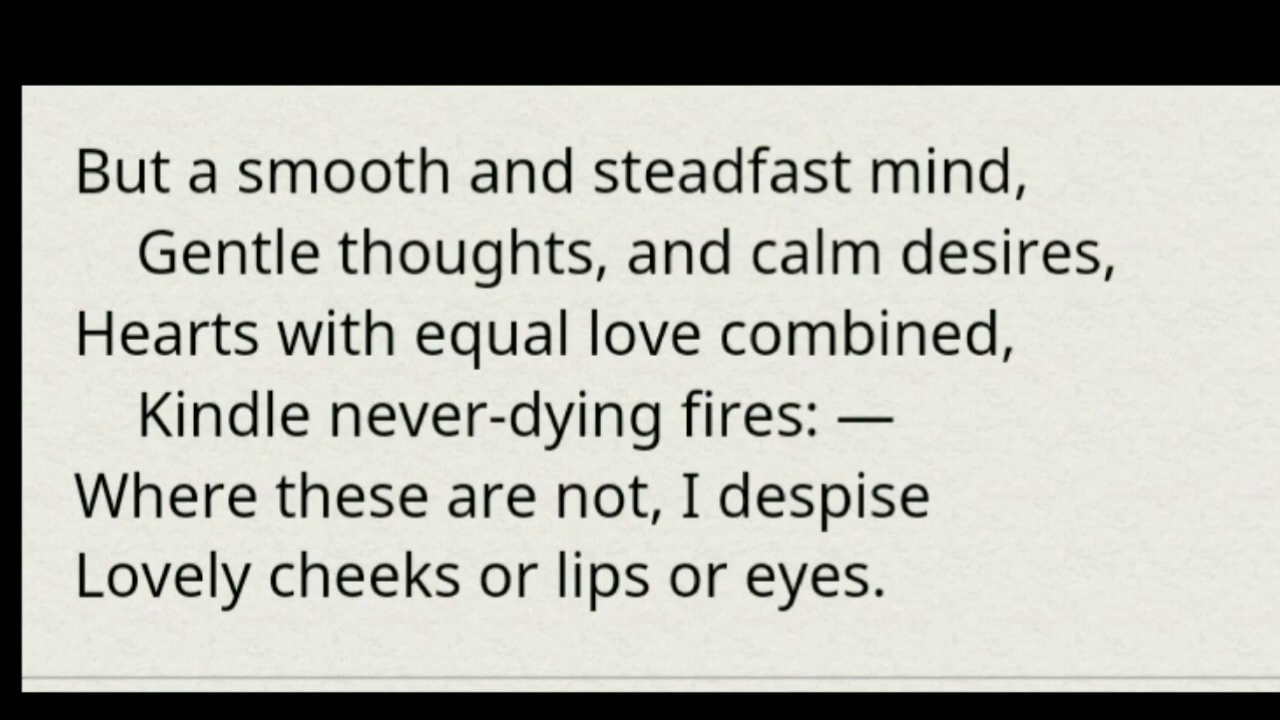 But a smooth and steadfast mind,
Gentle thoughts, and calm desires,
Hearts with equal love combined,
Kindle never-dying fires: —
Where these are not, I despise
Lovely cheeks or lips or eyes.